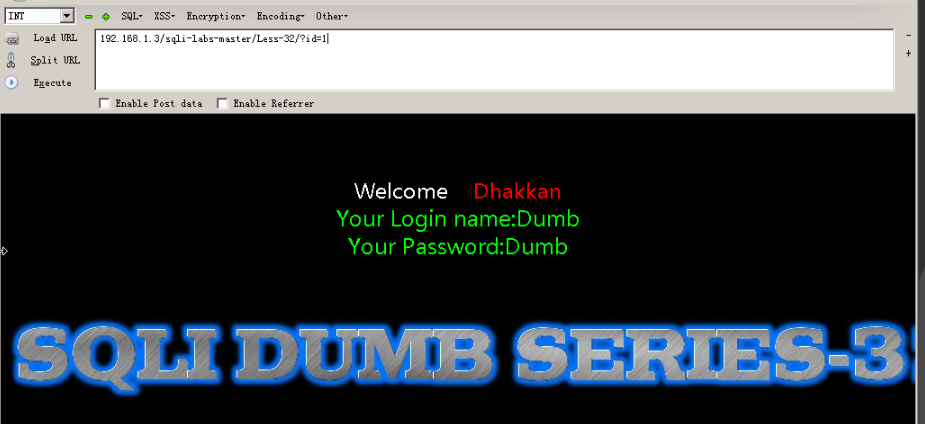 INT SQL▾ XSS▾ Encryption▾ Encoding▾ Other▾
Load URL 192.168.1.3/sqli-labs-master/Less-32/?id=1
Split URL
Execute
Enable Post data Enable Referrer
Welcome Dhakkan
Your Login name:Dumb
Your Password:Dumb
SQLI DUMB SERIES-3